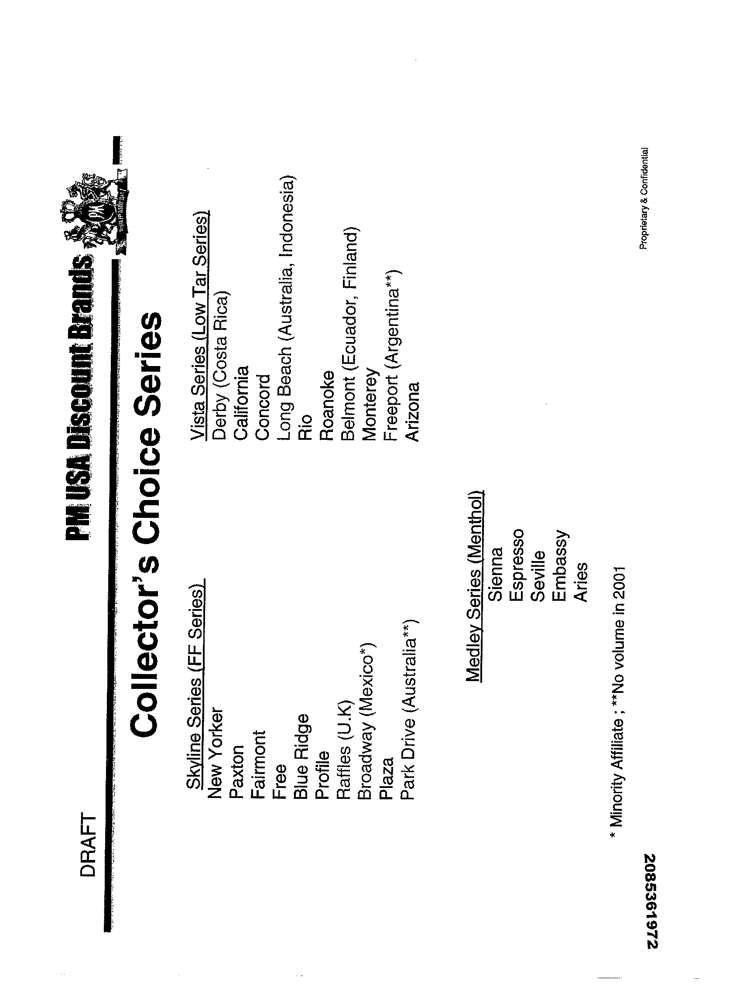 DRAFT
PM USA Discount Brands
Collector's Choice Series
Skyline Series (FF Series)
New Yorker
Paxton
Fairmont
Free
Blue Ridge
Profile
Raffles (U.K)
Broadway (Mexico*)
Plaza
Park Drive (Australia**)
Vista Series (Low Tar Series)
Derby (Costa Rica)
California
Concord
Long Beach (Australia, Indonesia)
Rio
Roanoke
Belmont (Ecuador, Finland)
Monterey
Freeport (Argentina**)
Arizona
Medley Series (Menthol)
Sienna
Espresso
Seville
Embassy
Aries
* Minority Affiliate ; **No volume in 2001
Proprietary & Confidential
2085361972